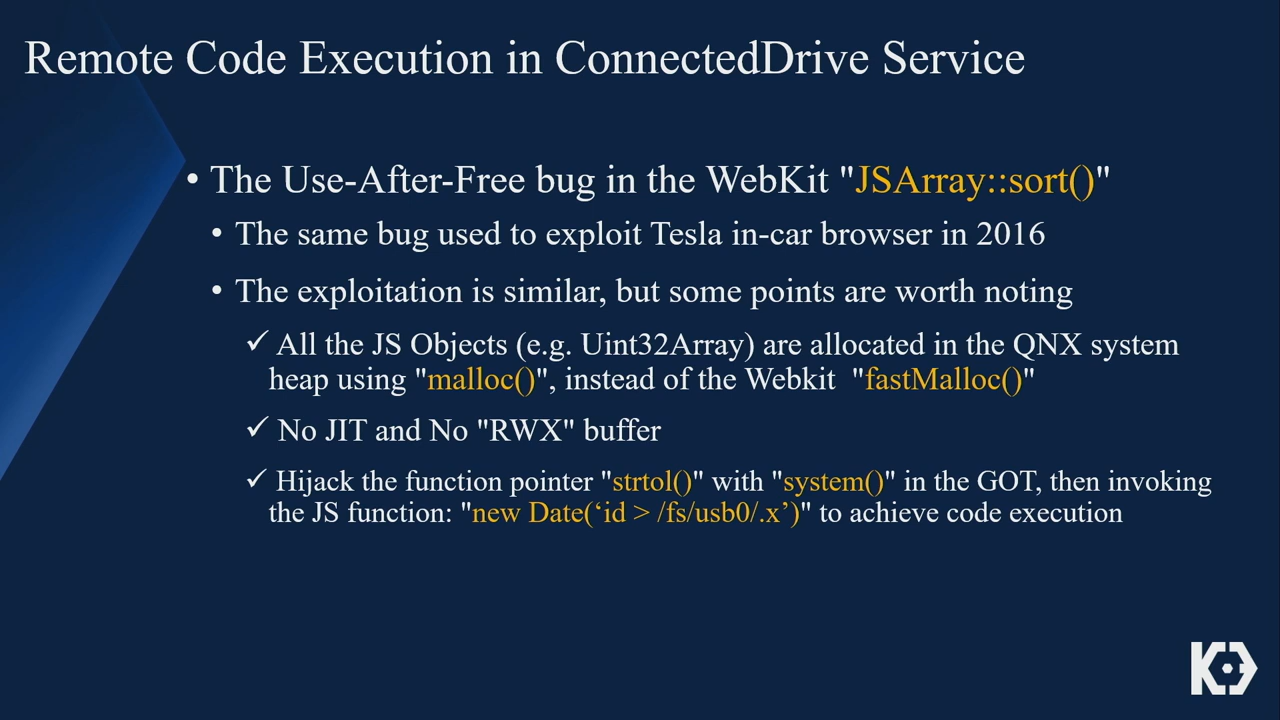 Remote Code Execution in ConnectedDrive Service
• The Use-After-Free bug in the WebKit "JSArray::sort()"
• The same bug used to exploit Tesla in-car browser in 2016
• The exploitation is similar, but some points are worth noting
✓ All the JS Objects (e.g. Uint32Array) are allocated in the QNX system
heap using "malloc()", instead of the Webkit "fastMalloc()"
✓ No JIT and No "RWX" buffer
✓ Hijack the function pointer "strtol()" with "system()" in the GOT, then invoking
the JS function: "new Date(‘id > /fs/usb0/.x’)" to achieve code execution